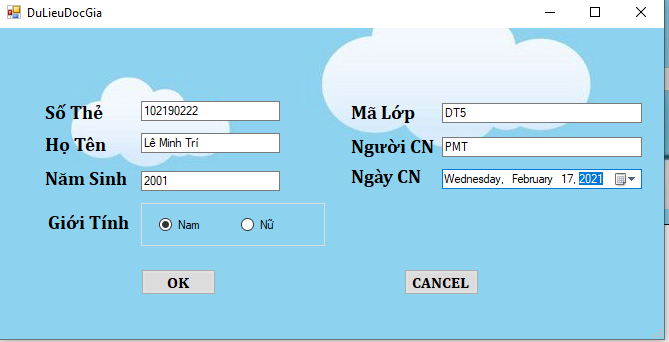 DuLieuDocGia
Số Thẻ 102190222
Mã Lớp DT5
Họ Tên Lê Minh Trí
Người CN PMT
Năm Sinh 2001
Ngày CN Wednesday, February 17, 2021
Giới Tính Nam Nữ
OK CANCEL